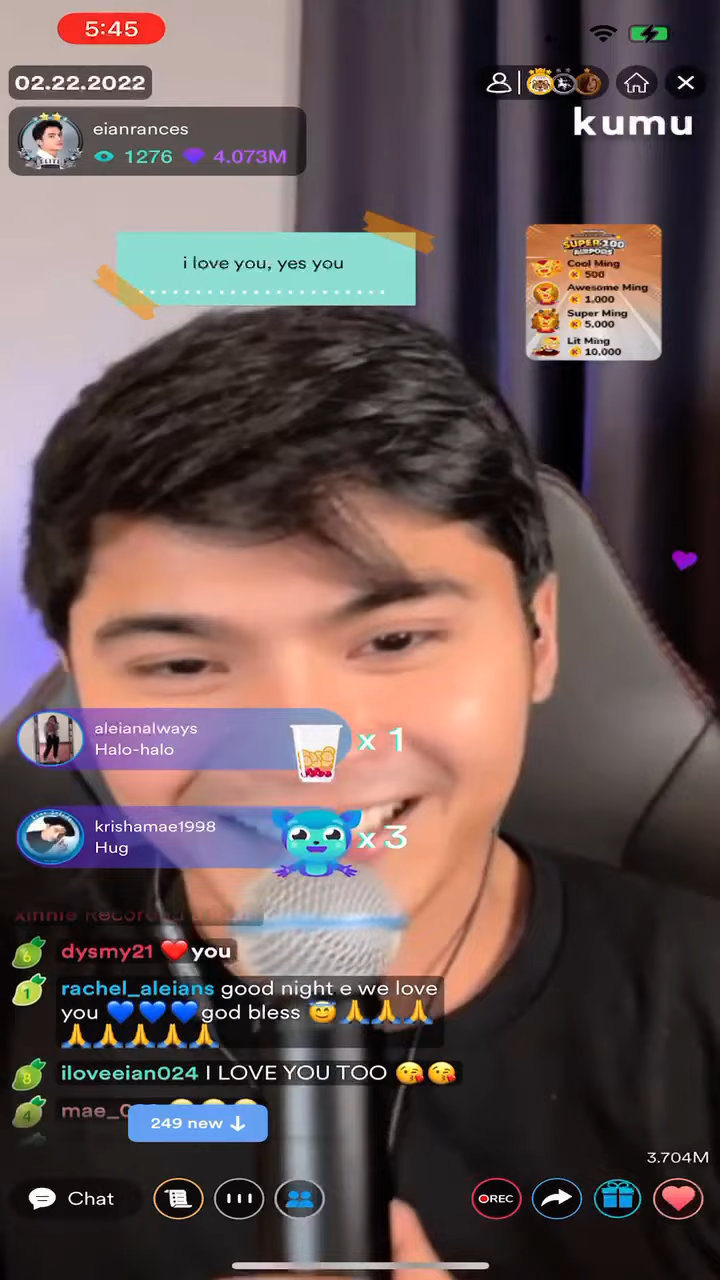 5:45
02.22.2022
eianrances
1276 4.073M
kumu
i love you, yes you
SUPER 200
AIRPODS
Cool Ming
500
Awesome Ming
1,000
Super Ming
5,000
Lit Ming
10,000
aleianalways
Halo-halo
x 1
krishamae1998
Hug
x 3
6 dysmy21 ❤️ you
1 rachel_aleians good night e we love
you 💙💙💙god bless 😇🙏🙏🙏
🙏🙏🙏🙏🙏
8 iloveeian024 I LOVE YOU TOO 😘😘
4 mae_
249 new ↓
3.704M
Chat
REC